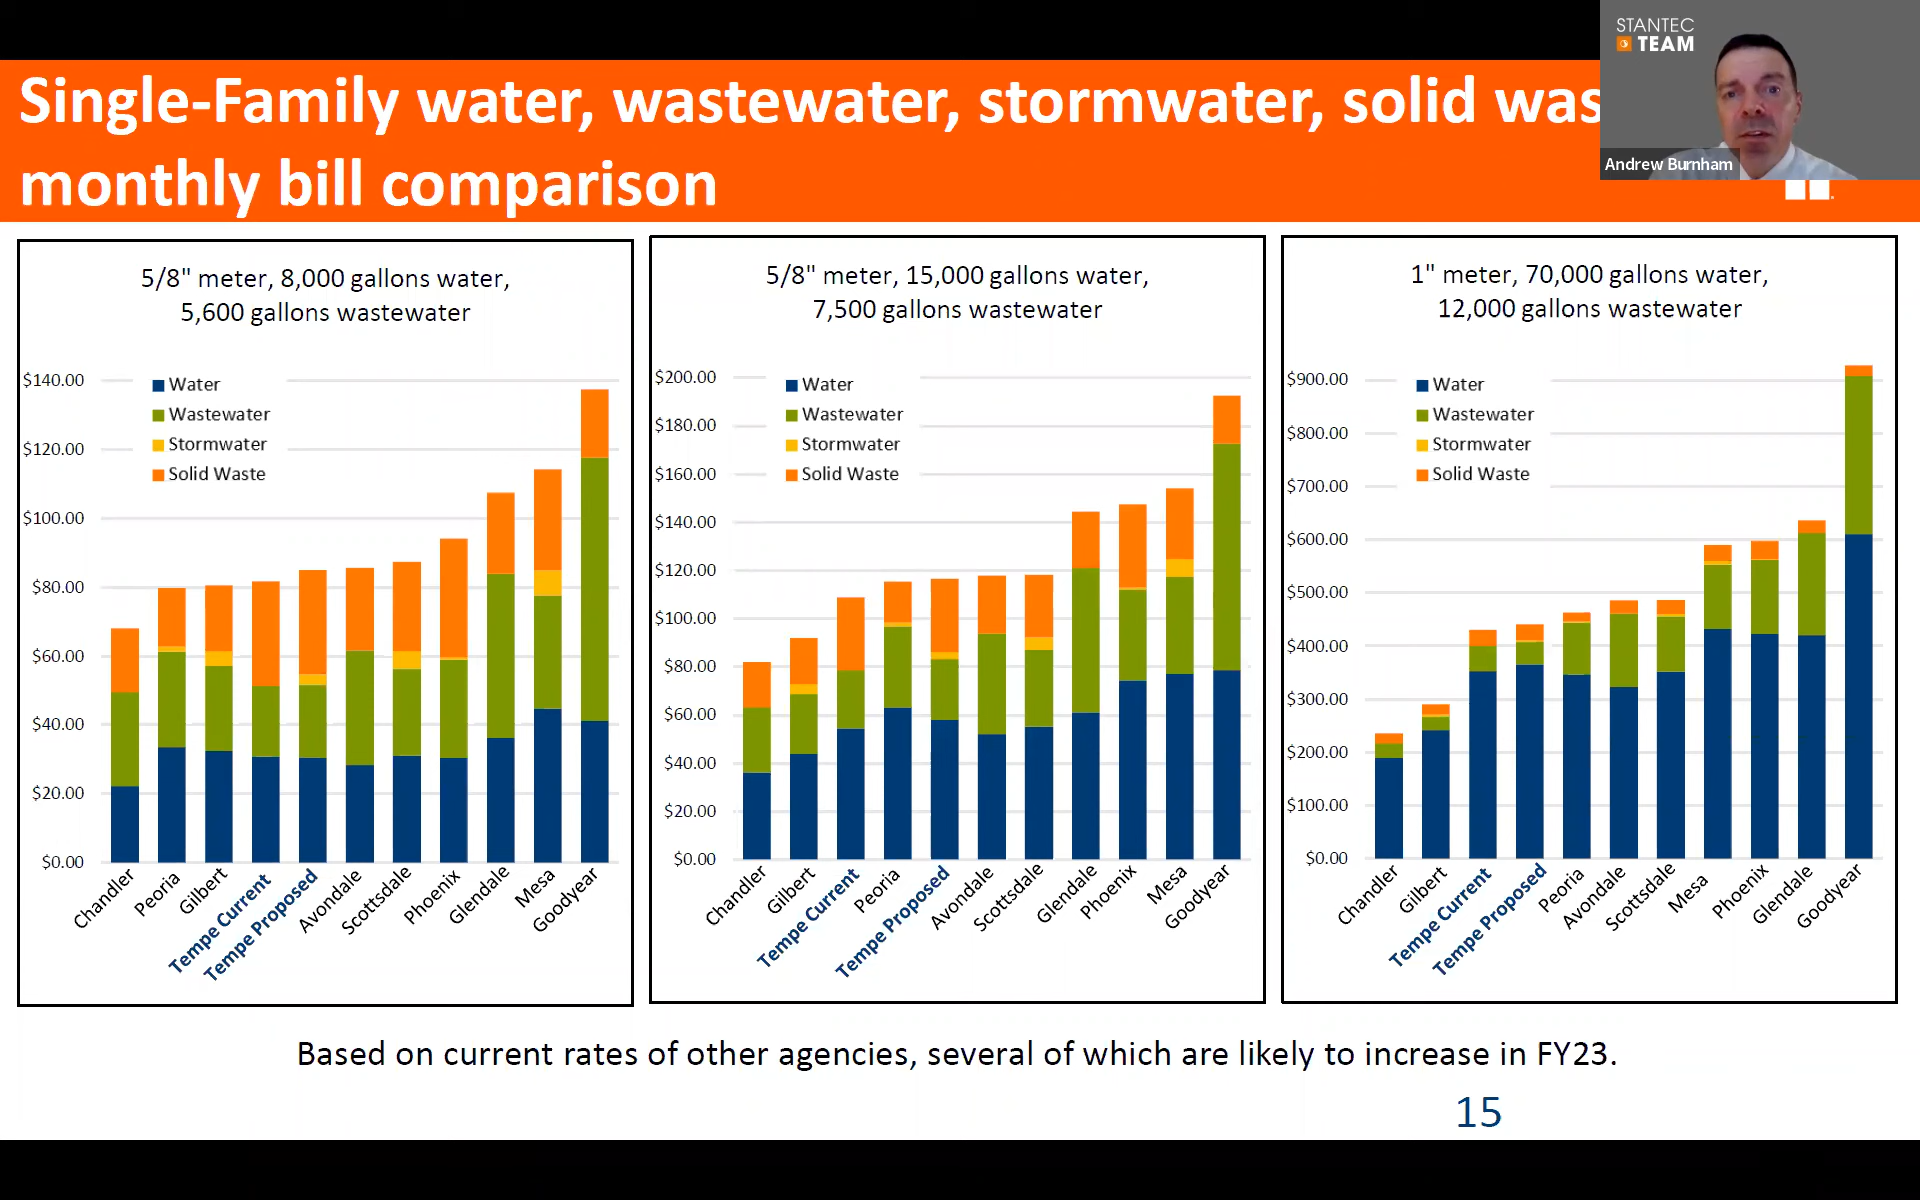 STANTEC
TEAM
Andrew Burnham
Single-Family water, wastewater, stormwater, solid was
monthly bill comparison
5/8" meter, 8,000 gallons water,
5,600 gallons wastewater
$140.00
$120.00
$100.00
$80.00
$60.00
$40.00
$20.00
$0.00
Water
Wastewater
Stormwater
Solid Waste
Chandler
Peoria
Gilbert
Tempe Current
Tempe Proposed
Avondale
Scottsdale
Phoenix
Glendale
Mesa
Goodyear
5/8" meter, 15,000 gallons water,
7,500 gallons wastewater
$200.00
$180.00
$160.00
$140.00
$120.00
$100.00
$80.00
$60.00
$40.00
$20.00
$0.00
Water
Wastewater
Stormwater
Solid Waste
Chandler
Gilbert
Tempe Current
Peoria
Tempe Proposed
Avondale
Scottsdale
Glendale
Phoenix
Mesa
Goodyear
1" meter, 70,000 gallons water,
12,000 gallons wastewater
$900.00
$800.00
$700.00
$600.00
$500.00
$400.00
$300.00
$200.00
$100.00
$0.00
Water
Wastewater
Stormwater
Solid Waste
Chandler
Gilbert
Tempe Current
Tempe Proposed
Peoria
Avondale
Scottsdale
Mesa
Phoenix
Glendale
Goodyear
Based on current rates of other agencies, several of which are likely to increase in FY23.
15